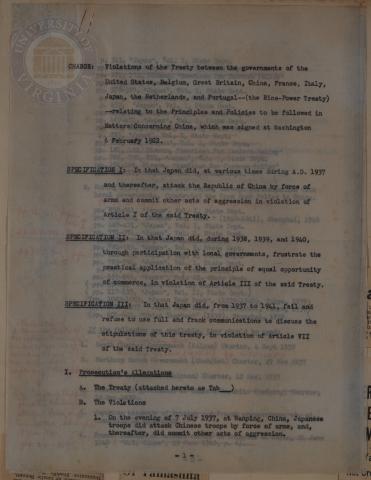 UNIVERSITY OF VIRGINIA
CHARGE: Violations of the Treaty between the governments of the
United States, Belgium, Great Britain, China, France, Italy,
Japan, the Netherlands, and Portugal--(the Nine-Power Treaty)
--relating to the Principles and Policies to be followed in
Matters Concerning China, which was signed at Washington
6 February 1922.
SPECIFICATION I: In that Japan did, at various times during A.D. 1937
and thereafter, attack the Republic of China by force of
arms and commit other acts of aggression in violation of
Article I of the said Treaty.
SPECIFICATION II: In that Japan did, during 1938, 1939, and 1940,
through participation with local governments, frustrate the
practical application of the principle of equal opportunity
of commerce, in violation of Article III of the said Treaty.
SPECIFICATION III: In that Japan did, from 1937 to 1941, fail and
refuse to use full and frank communications to discuss the
stipulations of this treaty, in violation of Article VII
of the said Treaty.
I. Prosecution's Allegations
A. The Treaty (attached hereto as Tab__)
B. The Violations
1. On the evening of 7 July 1937, at Wanping, China, Japanese
troops did attack Chinese troops by force of arms, and,
thereafter, did commit other acts of aggression.
- 1 -